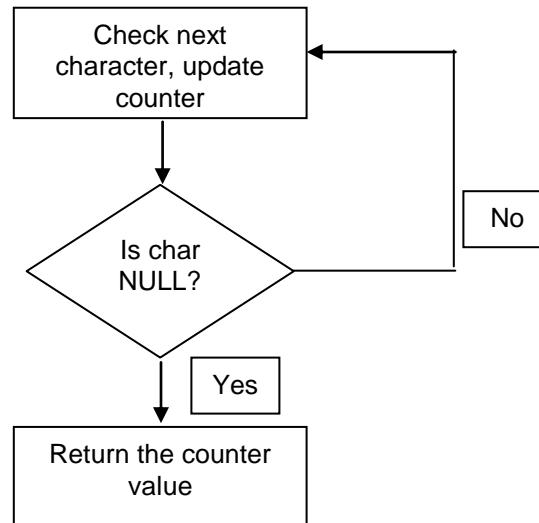 Check next
character, update
counter
No
Is char
NULL?
Yes
Return the counter
value